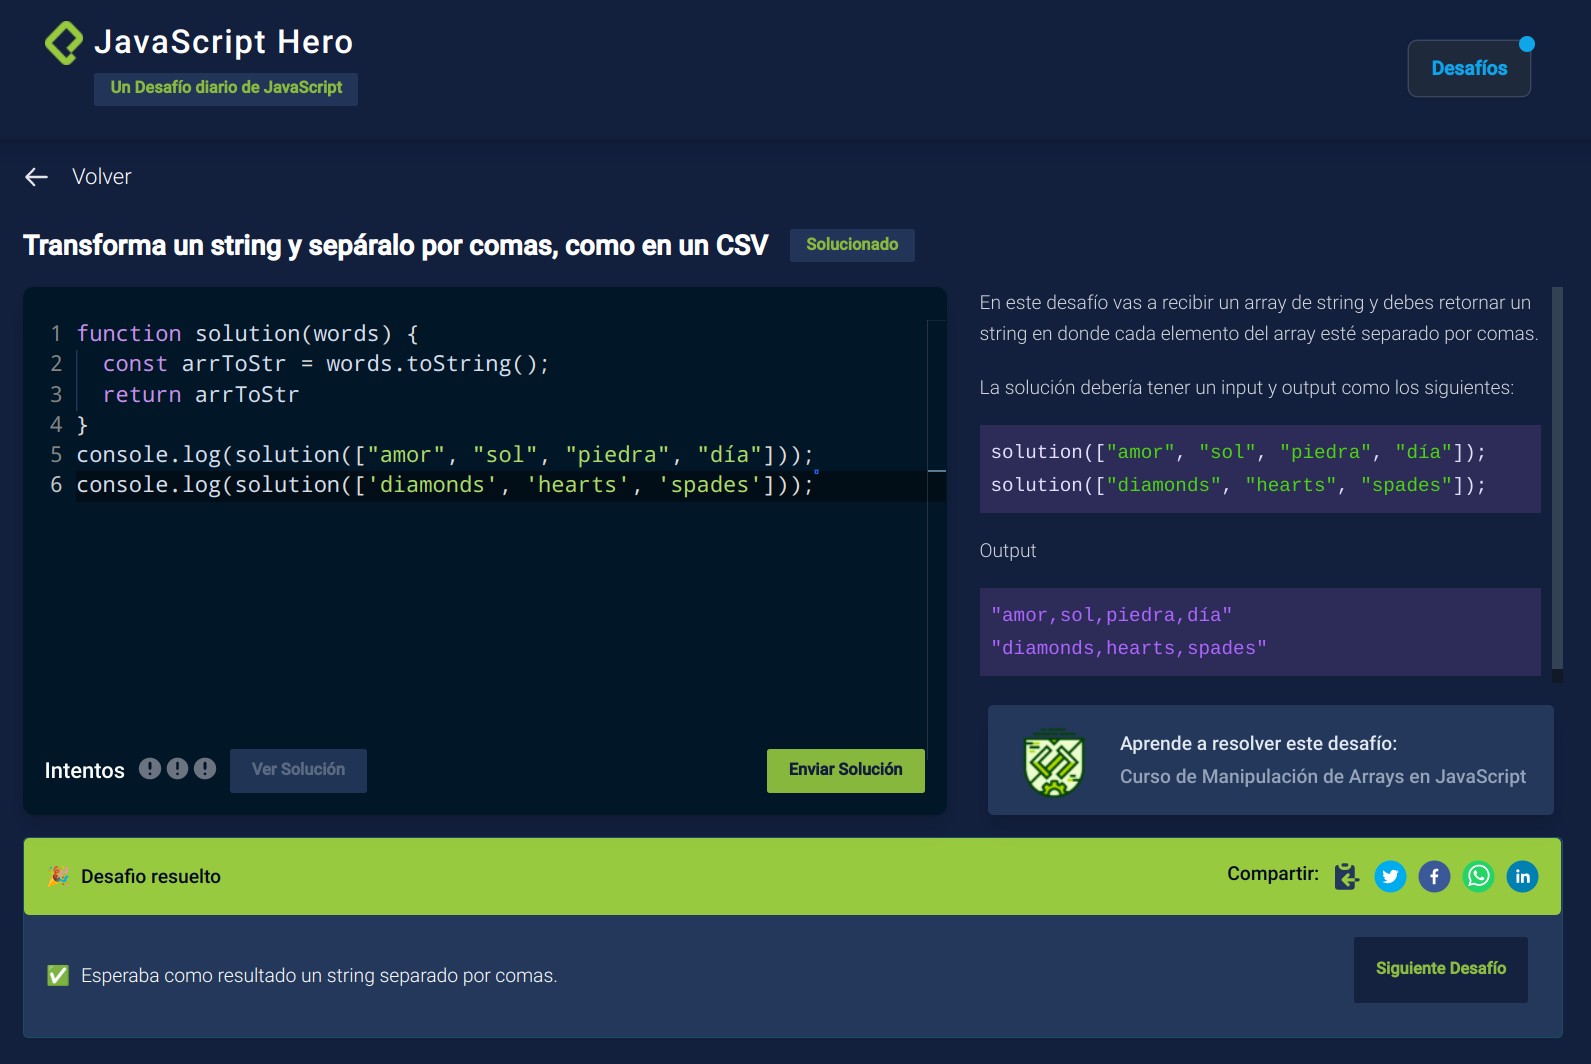 JavaScript Hero
Un Desafío diario de JavaScript
Desafíos
Volver
Transforma un string y sepáralo por comas, como en un CSV
Solucionado
1 function solution(words) {
2 const arrToStr = words.toString();
3 return arrToStr
4 }
5 console.log(solution(["amor", "sol", "piedra", "día"]));
6 console.log(solution(['diamonds', 'hearts', 'spades']));
Intentos
Ver Solución
Enviar Solución
En este desafío vas a recibir un array de string y debes retornar un
string en donde cada elemento del array esté separado por comas.
La solución debería tener un input y output como los siguientes:
solution(["amor", "sol", "piedra", "día"]);
solution(["diamonds", "hearts", "spades"]);
Output
"amor,sol,piedra,día"
"diamonds,hearts,spades"
Aprende a resolver este desafío:
Curso de Manipulación de Arrays en JavaScript
Desafio resuelto
Compartir:
Esperaba como resultado un string separado por comas.
Siguiente Desafío